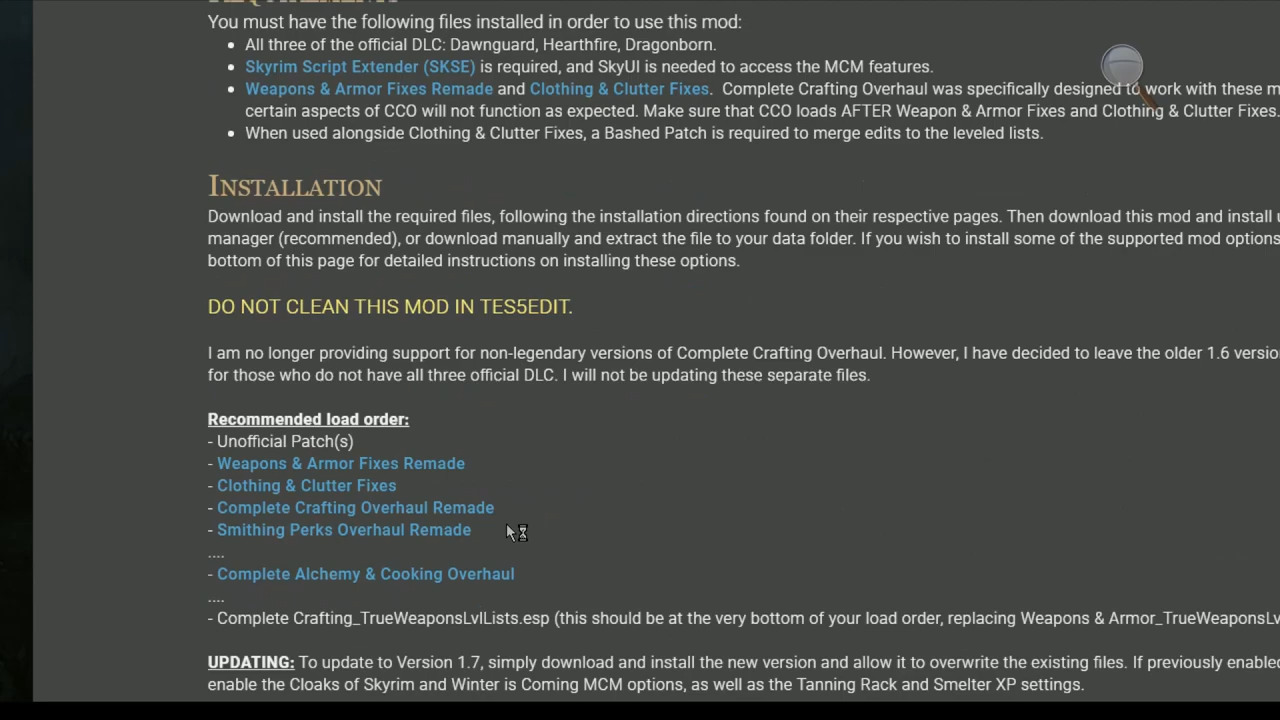 You must have the following files installed in order to use this mod:
All three of the official DLC: Dawnguard, Hearthfire, Dragonborn.
Skyrim Script Extender (SKSE) is required, and SkyUI is needed to access the MCM features.
Weapons & Armor Fixes Remade and Clothing & Clutter Fixes. Complete Crafting Overhaul was specifically designed to work with these
certain aspects of CCO will not function as expected. Make sure that CCO loads AFTER Weapon & Armor Fixes and Clothing & Clutter Fixes.
When used alongside Clothing & Clutter Fixes, a Bashed Patch is required to merge edits to the leveled lists.
INSTALLATION
Download and install the required files, following the installation directions found on their respective pages. Then download this mod and install
manager (recommended), or download manually and extract the file to your data folder. If you wish to install some of the supported mod options
bottom of this page for detailed instructions on installing these options.
DO NOT CLEAN THIS MOD IN TES5EDIT.
I am no longer providing support for non-legendary versions of Complete Crafting Overhaul. However, I have decided to leave the older 1.6
for those who do not have all three official DLC. I will not be updating these separate files.
Recommended load order:
- Unofficial Patch(s)
- Weapons & Armor Fixes Remade
- Clothing & Clutter Fixes
- Complete Crafting Overhaul Remade
- Smithing Perks Overhaul Remade
....
- Complete Alchemy & Cooking Overhaul
....
- Complete Crafting_TrueWeaponsLvlLists.esp (this should be at the very bottom of your load order, replacing Weapons & Armor_TrueWeaponsLv
UPDATING: To update to Version 1.7, simply download and install the new version and allow it to overwrite the existing files. If previously enable
enable the Cloaks of Skyrim and Winter is Coming MCM options, as well as the Tanning Rack and Smelter XP settings.